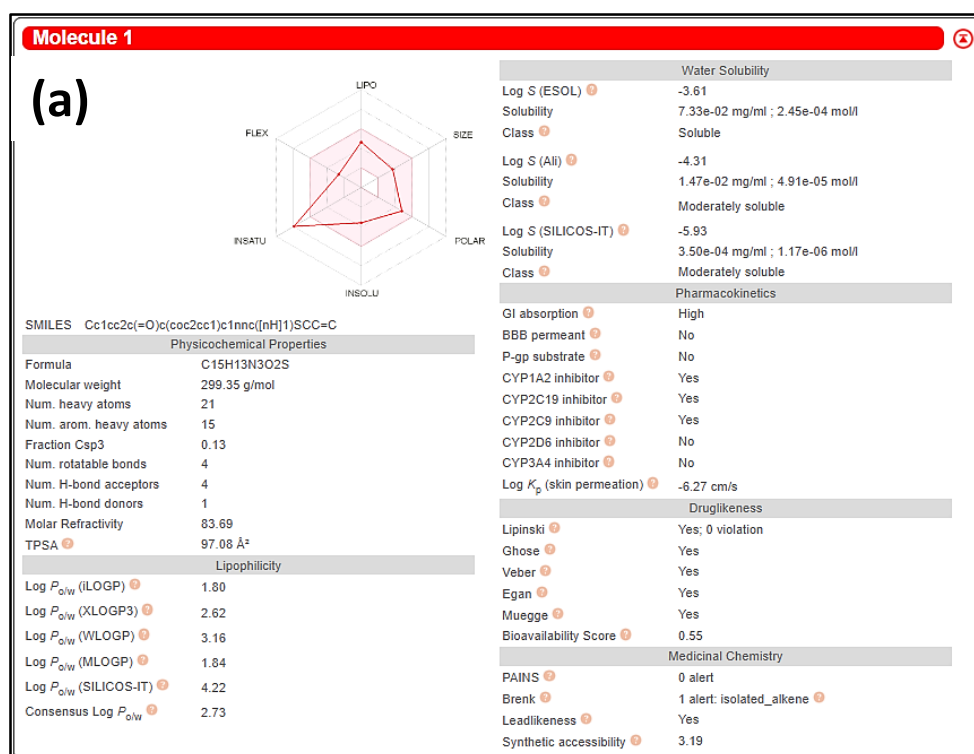 Molecule 1
(a)
LIPO
FLEX
SIZE
INSATU
POLAR
INSOLU
SMILES Cc1cc2c(=O)c(coc2cc1)c1nnc([nH]1)SCC=C
Physicochemical Properties
Formula C15H13N3O2S
Molecular weight 299.35 g/mol
Num. heavy atoms 21
Num. arom. heavy atoms 15
Fraction Csp3 0.13
Num. rotatable bonds 4
Num. H-bond acceptors 4
Num. H-bond donors 1
Molar Refractivity 83.69
TPSA ? 97.08 Å²
Lipophilicity
Log Po/w (iLOGP) ? 1.80
Log Po/w (XLOGP3) ? 2.62
Log Po/w (WLOGP) ? 3.16
Log Po/w (MLOGP) ? 1.84
Log Po/w (SILICOS-IT) ? 4.22
Consensus Log Po/w ? 2.73
Water Solubility
Log S (ESOL) ? -3.61
Solubility 7.33e-02 mg/ml ; 2.45e-04 mol/l
Class ? Soluble
Log S (Ali) ? -4.31
Solubility 1.47e-02 mg/ml ; 4.91e-05 mol/l
Class ? Moderately soluble
Log S (SILICOS-IT) ? -5.93
Solubility 3.50e-04 mg/ml ; 1.17e-06 mol/l
Class ? Moderately soluble
Pharmacokinetics
GI absorption ? High
BBB permeant ? No
P-gp substrate ? No
CYP1A2 inhibitor ? Yes
CYP2C19 inhibitor ? Yes
CYP2C9 inhibitor ? Yes
CYP2D6 inhibitor ? No
CYP3A4 inhibitor ? No
Log Kp (skin permeation) ? -6.27 cm/s
Druglikeness
Lipinski ? Yes; 0 violation
Ghose ? Yes
Veber ? Yes
Egan ? Yes
Muegge ? Yes
Bioavailability Score ? 0.55
Medicinal Chemistry
PAINS ? 0 alert
Brenk ? 1 alert: isolated_alkene ?
Leadlikeness ? Yes
Synthetic accessibility ? 3.19